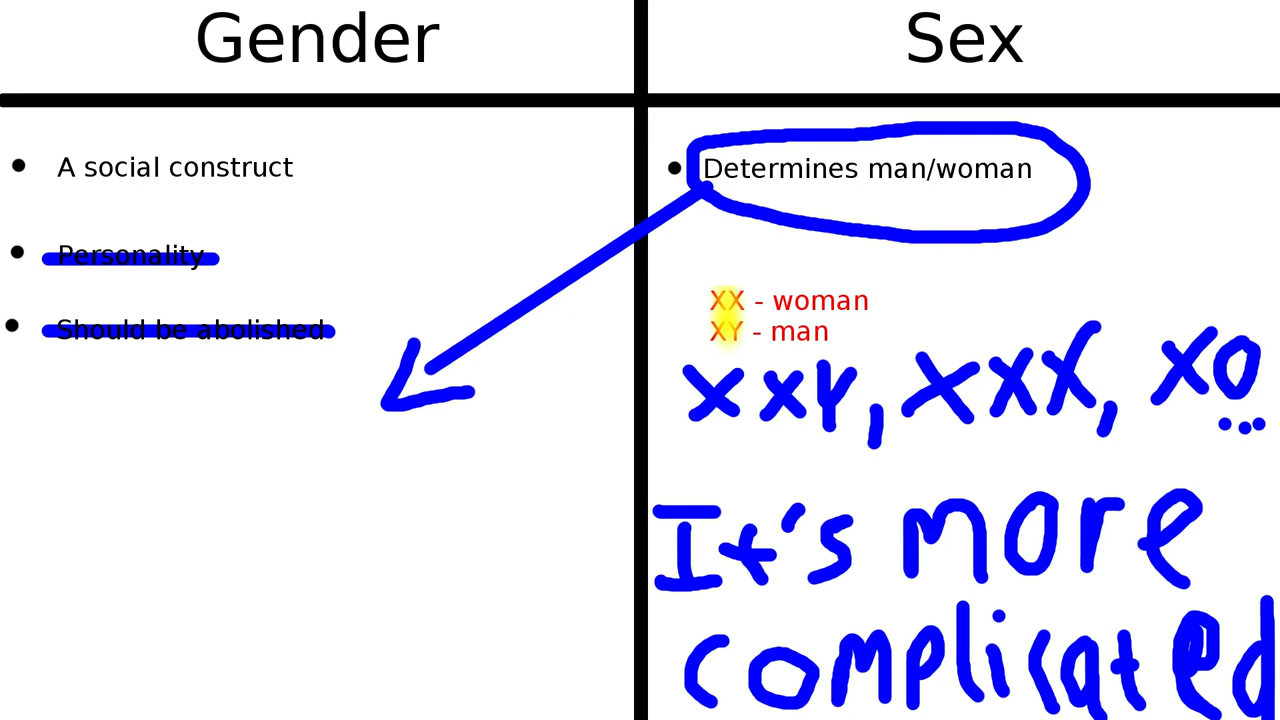 Gender
A social construct
Personality
Should be abolished
Sex
Determines man/woman
XX - woman
XY - man
xxy, xxx, xo
...
It's more
complicated